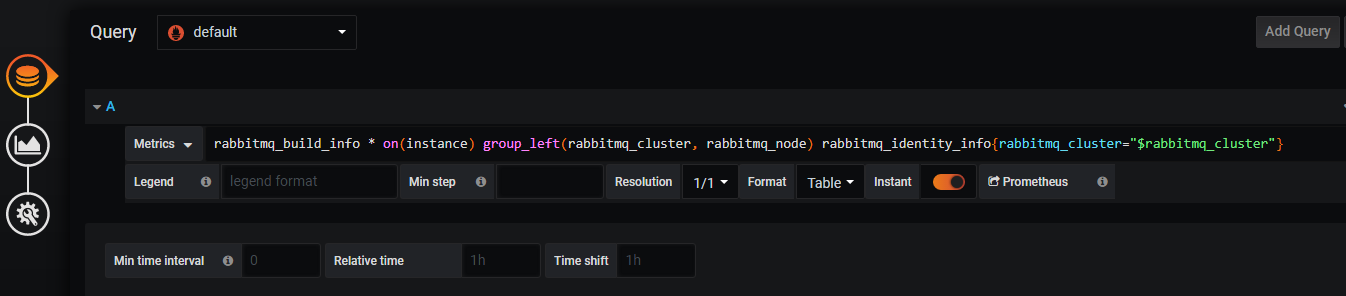 Query default Add Query
A
Metrics rabbitmq_build_info * on(instance) group_left(rabbitmq_cluster, rabbitmq_node) rabbitmq_identity_info{rabbitmq_cluster="$rabbitmq_cluster"}
Legend legend format Min step Resolution 1/1 Format Table Instant Prometheus
Min time interval 0 Relative time 1h Time shift 1h